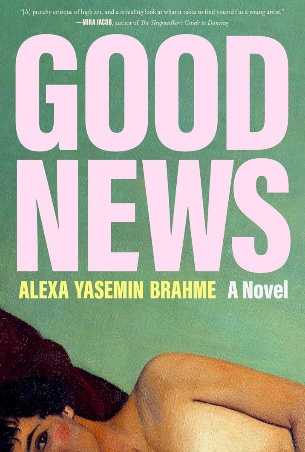 "[A] punchy critique of high art, and a revealing look at what it takes to find yourself as a young artist."
—MIRA JACOB, author of The Sleepwalker's Guide to Dancing
GOOD
NEWS
ALEXA YASEMIN BRAHME A Novel